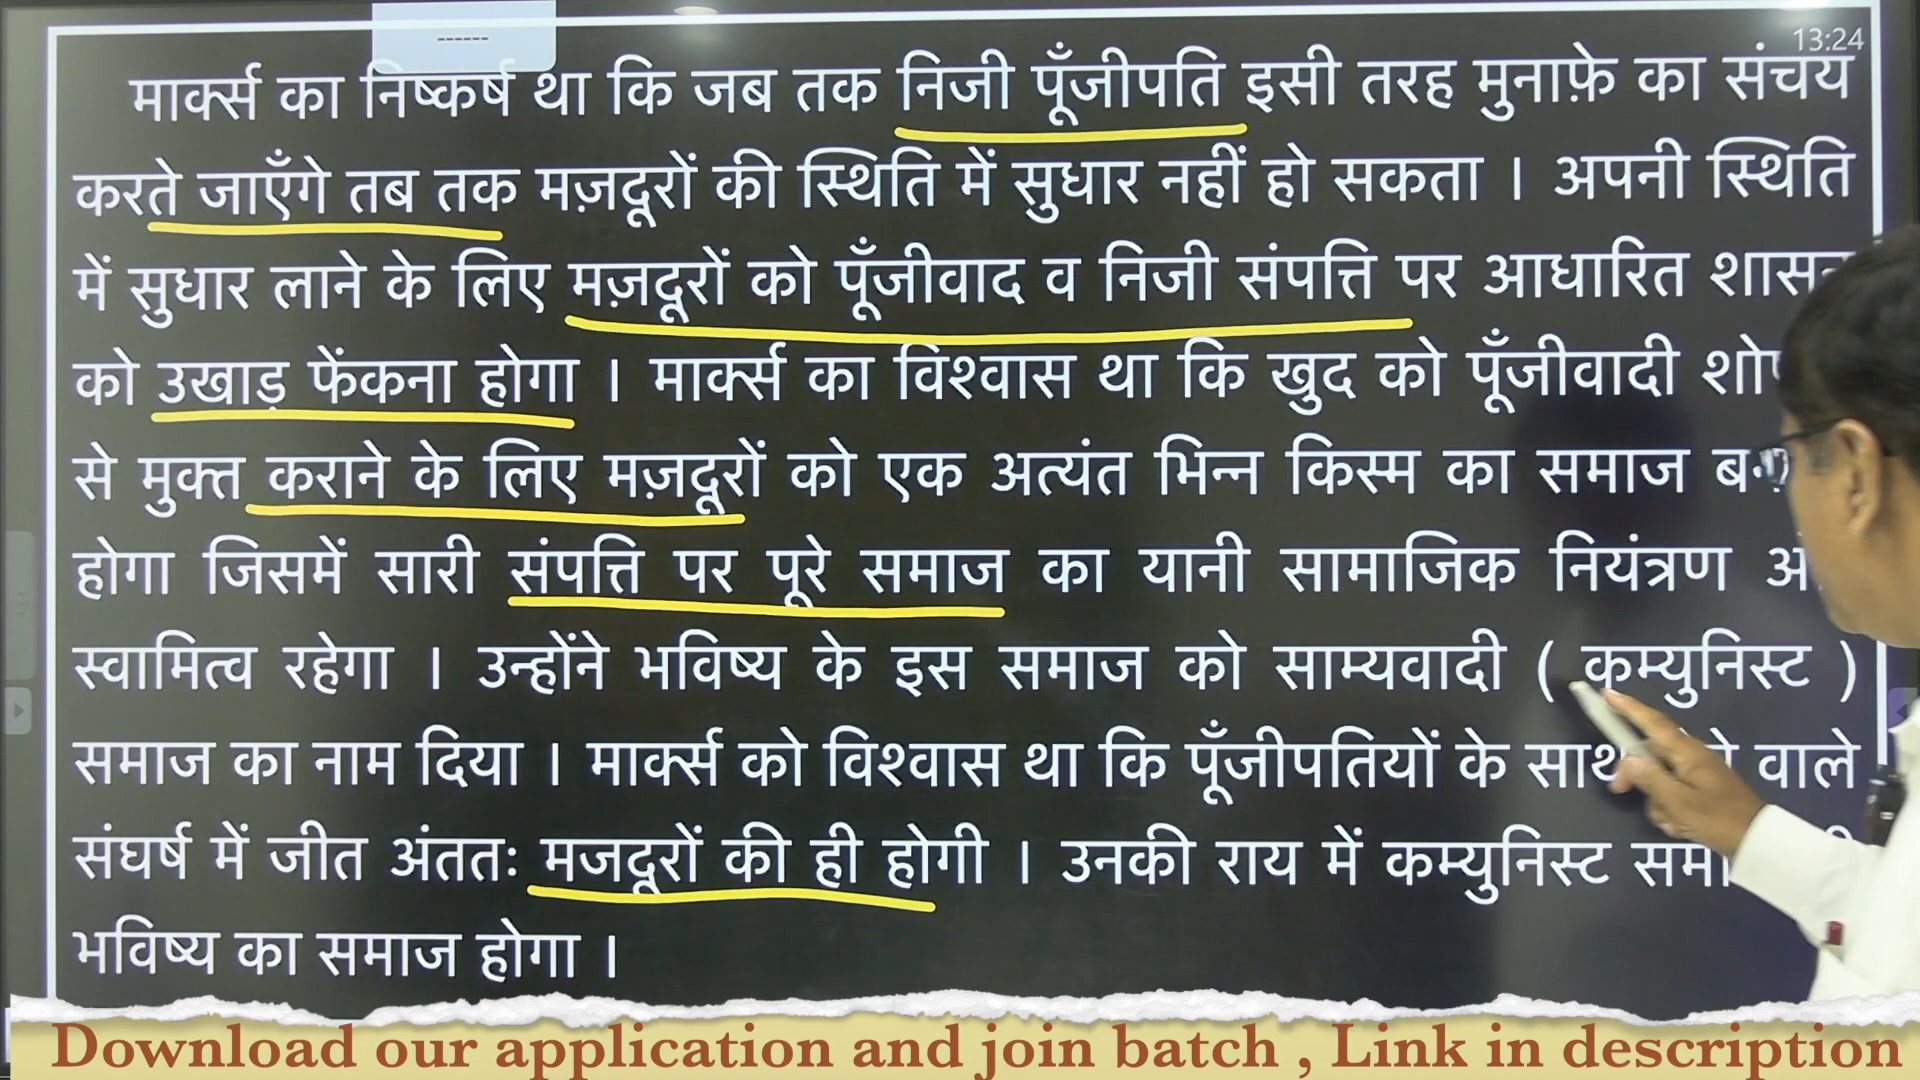 ------
13:24
मार्क्स का निष्कर्ष था कि जब तक निजी पूँजीपति इसी तरह मुनाफ़े का संचय
करते जाएँगे तब तक मज़दूरों की स्थिति में सुधार नहीं हो सकता । अपनी स्थिति
में सुधार लाने के लिए मज़दूरों को पूँजीवाद व निजी संपत्ति पर आधारित
को उखाड़ फेंकना होगा । मार्क्स का विश्वास था कि खुद को पूँजीवादी
से मुक्त कराने के लिए मज़दूरों को एक अत्यंत भिन्न किस्म का समाज
होगा जिसमें सारी संपत्ति पर पूरे समाज का यानी सामाजिक नियंत्रण
स्वामित्व रहेगा । उन्होंने भविष्य के इस समाज को साम्यवादी ( कम्युनिस्ट )
समाज का नाम दिया । मार्क्स को विश्वास था कि पूँजीपतियों के साथ वाले
संघर्ष में जीत अंततः मजदूरों की ही होगी । उनकी राय में कम्युनिस्ट
भविष्य का समाज होगा ।
Download our application and join batch , Link in description